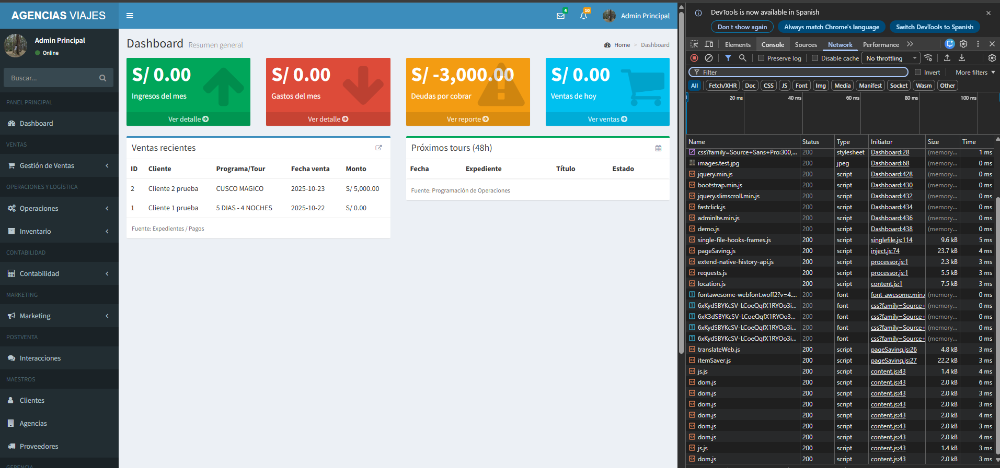 AGENCIAS VIAJES
4
10
Admin Principal
Admin Principal
Online
Buscar...
PANEL PRINCIPAL
Dashboard
VENTAS
Gestión de Ventas
OPERACIONES Y LOGÍSTICA
Operaciones
Inventario
CONTABILIDAD
Contabilidad
MARKETING
Marketing
POSTVENTA
Interacciones
MAESTROS
Clientes
Agencias
Proveedores
GERENCIA
Dashboard Resumen general
Home > Dashboard
S/ 0.00
Ingresos del mes
Ver detalle
S/ 0.00
Gastos del mes
Ver detalle
S/ -3,000.00
Deudas por cobrar
Ver reporte
S/ 0.00
Ventas de hoy
Ver ventas
Ventas recientes
ID Cliente Programa/Tour Fecha venta Monto
2 Cliente 2 prueba CUSCO MAGICO 2025-10-23 S/ 5,000.00
1 Cliente 1 prueba 5 DIAS - 4 NOCHES 2025-10-22 S/ 0.00
Fuente: Expedientes / Pagos
Próximos tours (48h)
Fecha Expediente Título Estado
Fuente: Programación de Operaciones
DevTools is now available in Spanish
Don't show again Always match Chrome's language Switch DevTools to Spanish
Elements Console Sources Network Performance
Preserve log Disable cache No throttling
Filter Invert More filters
All Fetch/XHR Doc CSS JS Font Img Media Manifest Socket Wasm Other
20 ms 40 ms 60 ms 80 ms 100 ms
Name Status Type Initiator Size Time
css?family=Source+Sans+Pro:300,... 200 stylesheet Dashboard:28 (memory... 1 ms
images.test.jpg 200 jpeg Dashboard:68 (memory... 0 ms
jquery.min.js 200 script Dashboard:428 (memory... 0 ms
bootstrap.min.js 200 script Dashboard:430 (memory... 0 ms
jquery.slimscroll.min.js 200 script Dashboard:432 (memory... 0 ms
fastclick.js 200 script Dashboard:434 (memory... 0 ms
adminlte.min.js 200 script Dashboard:436 (memory... 0 ms
demo.js 200 script Dashboard:438 (memory... 0 ms
single-file-hooks-frames.js 200 script singlefile.js:114 9.6 kB 5 ms
pageSaving.js 200 script inject.js:74 23.7 kB 4 ms
extend-native-history-api.js 200 script processor.js:1 2.3 kB 3 ms
requests.js 200 script processor.js:1 5.5 kB 3 ms
location.js 200 script content.js:1 7.5 kB 3 ms
fontawesome-webfont.woff2?v=4.... 200 font font-awesome.min.c (memory... 0 ms
6xKydSBYKcSV-LCoeQqfX1RYOo3i... 200 font css?family=Source+ (memory... 0 ms
6xK3dSBYKcSV-LCoeQqfX1RYOo3... 200 font css?family=Source+ (memory... 0 ms
6xKydSBYKcSV-LCoeQqfX1RYOo3i... 200 font css?family=Source+ (memory... 0 ms
6xKydSBYKcSV-LCoeQqfX1RYOo3i... 200 font css?family=Source+ (memory... 0 ms
translateWeb.js 200 script pageSaving.js:26 4.8 kB 3 ms
itemSaver.js 200 script pageSaving.js:27 22.2 kB 3 ms
js.js 200 script content.js:43 1.4 kB 4 ms
dom.js 200 script content.js:43 2.0 kB 6 ms
dom.js 200 script content.js:43 2.0 kB 3 ms
dom.js 200 script content.js:43 2.0 kB 3 ms
dom.js 200 script content.js:43 2.0 kB 4 ms
dom.js 200 script content.js:43 2.0 kB 3 ms
dom.js 200 script content.js:43 2.0 kB 4 ms
js.js 200 script content.js:43 1.4 kB 3 ms
dom.js 200 script content.js:43 2.0 kB 3 ms